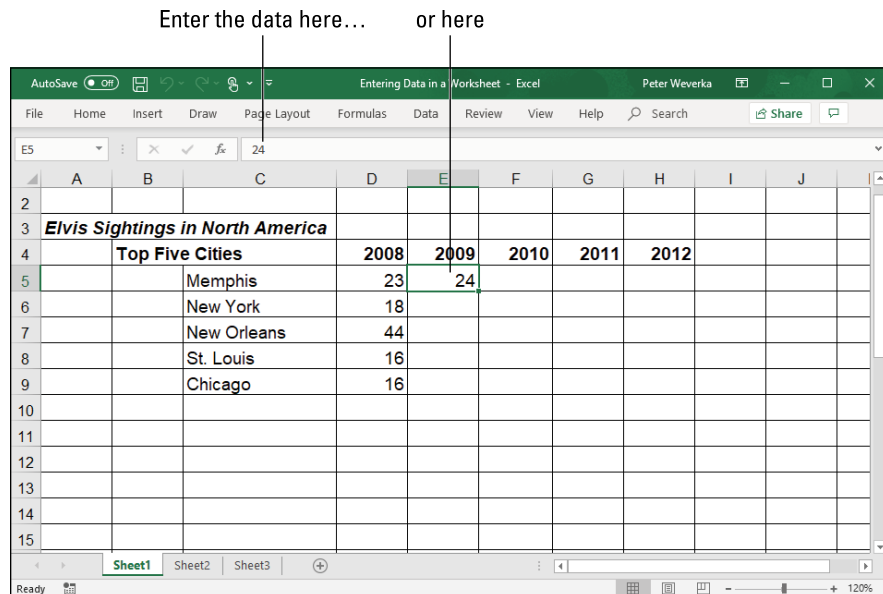 Enter the data here… or here
AutoSave Off Entering Data in a Worksheet - Excel Peter Weverka
File Home Insert Draw Page Layout Formulas Data Review View Help Search Share
E5 fx 24
A B C D E F G H I J
2
3 Elvis Sightings in North America
4 Top Five Cities 2008 2009 2010 2011 2012
5 Memphis 23 24
6 New York 18
7 New Orleans 44
8 St. Louis 16
9 Chicago 16
10
11
12
13
14
15
Sheet1 Sheet2 Sheet3
Ready 120%